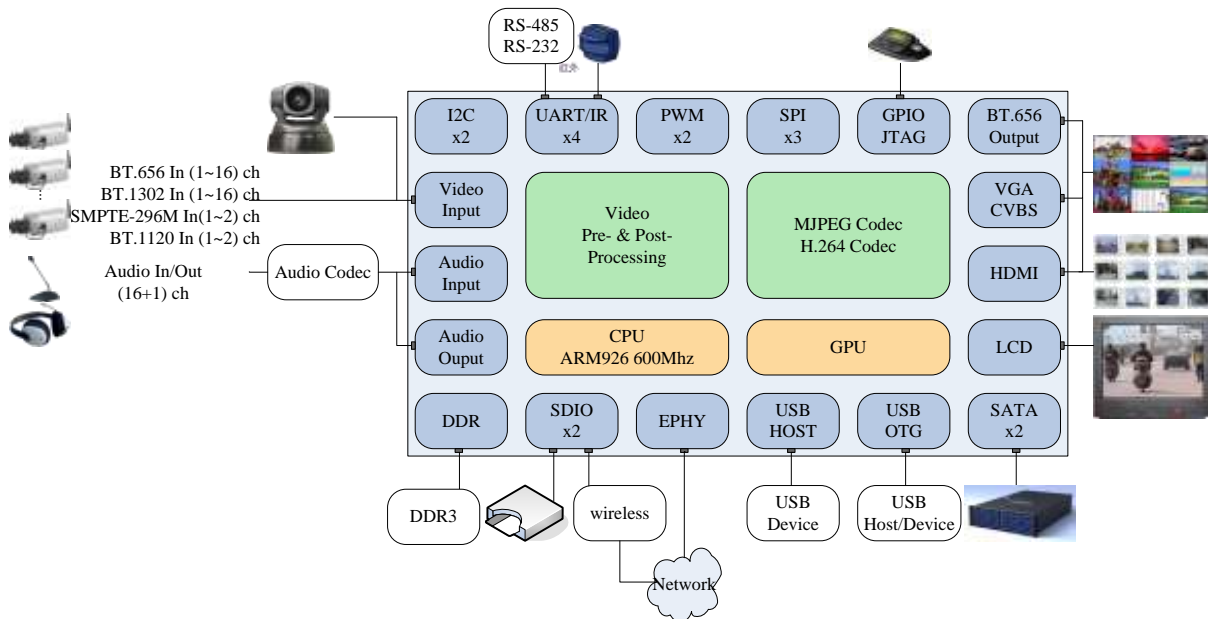 RS-485
RS-232
红外
I2C
x2
UART/IR
x4
PWM
x2
SPI
x3
GPIO
JTAG
BT.656
Output
BT.656 In (1~16) ch
BT.1302 In (1~16) ch
SMPTE-296M In(1~2) ch
BT.1120 In (1~2) ch
Video
Input
Video
Pre- & Post-
Processing
MJPEG Codec
H.264 Codec
VGA
CVBS
Audio In/Out
(16+1) ch
Audio Codec
Audio
Input
HDMI
Audio
Ouput
CPU
ARM926 600Mhz
GPU
LCD
DDR
SDIO
x2
EPHY
USB
HOST
USB
OTG
SATA
x2
DDR3
wireless
USB
Device
USB
Host/Device
Network